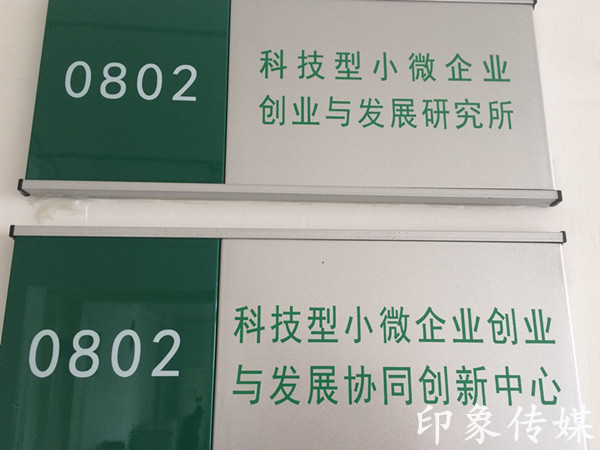 0802
科技型小微企业
创业与发展研究所
0802
科技型小微企业创业
与发展协同创新中心
印象传媒